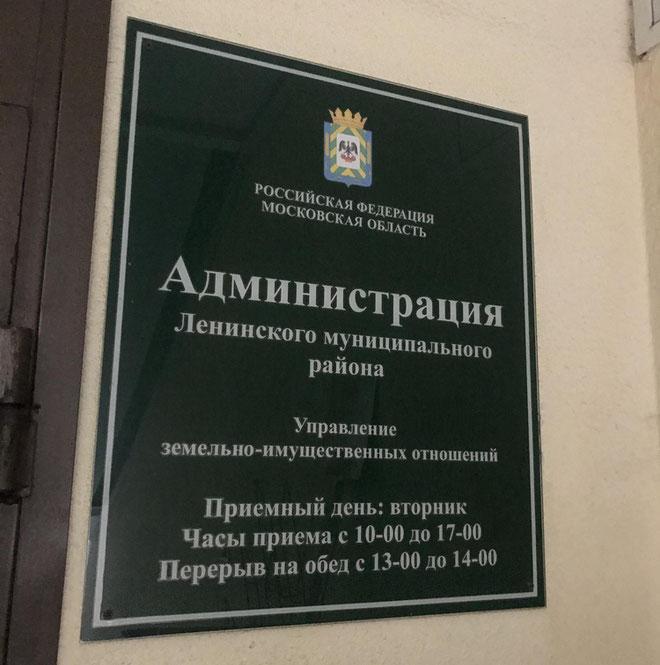 РОССИЙСКАЯ ФЕДЕРАЦИЯ
МОСКОВСКАЯ ОБЛАСТЬ
Администрация
Ленинского муниципального
района
Управление
земельно-имущественных отношений
Приемный день: вторник
Часы приема с 10-00 до 17-00
Перерыв на обед с 13-00 до 14-00